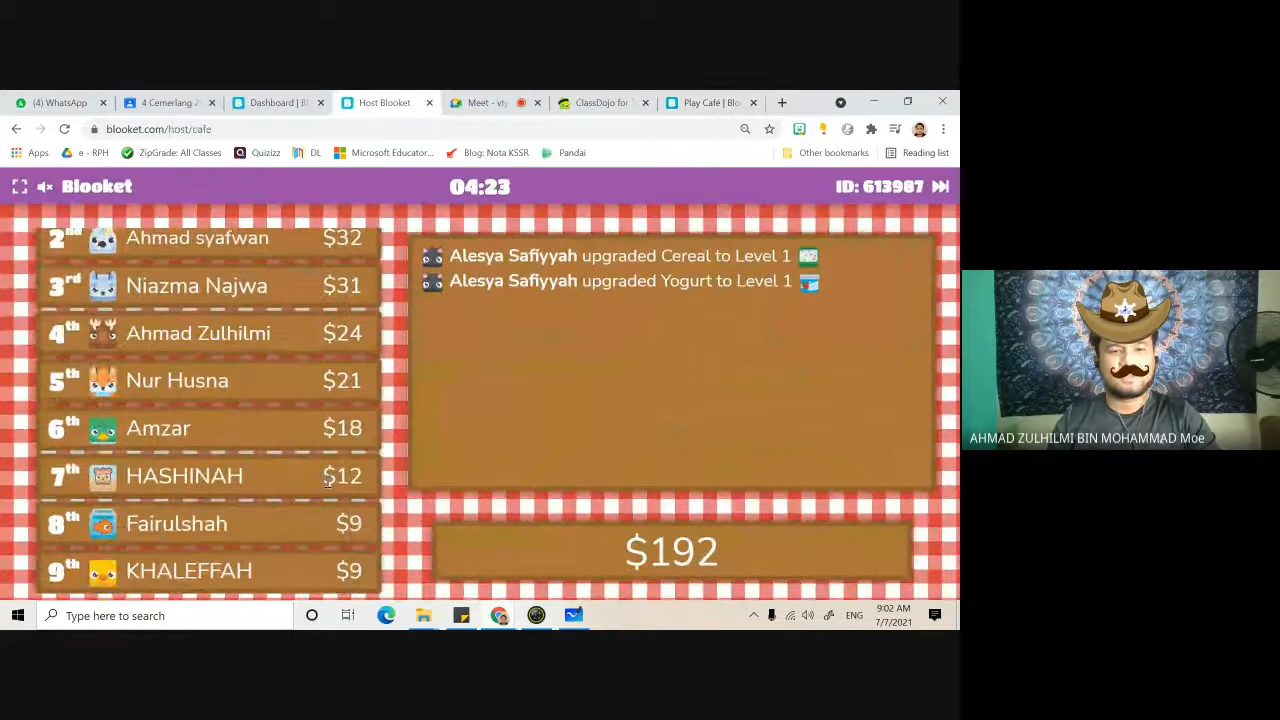 (4) WhatsApp
4 Cemerlang 2
Dashboard | Bl
Host Blooket
Meet - vty
ClassDojo for T
Play Café | Bloo
blooket.com/host/cafe
Apps
e - RPH
ZipGrade: All Classes
Quizizz
DL
Microsoft Educator...
Blog: Nota KSSR
Pandai
Other bookmarks
Reading list
Blooket
04:23
ID: 613987
2nd Ahmad syafwan $32
3rd Niazma Najwa $31
4th Ahmad Zulhilmi $24
5th Nur Husna $21
6th Amzar $18
7th HASHINAH $12
8th Fairulshah $9
9th KHALEFFAH $9
Alesya Safiyyah upgraded Cereal to Level 1
Alesya Safiyyah upgraded Yogurt to Level 1
$192
AHMAD ZULHILMI BIN MOHAMMAD Moe
Type here to search
ENG
9:02 AM
7/7/2021